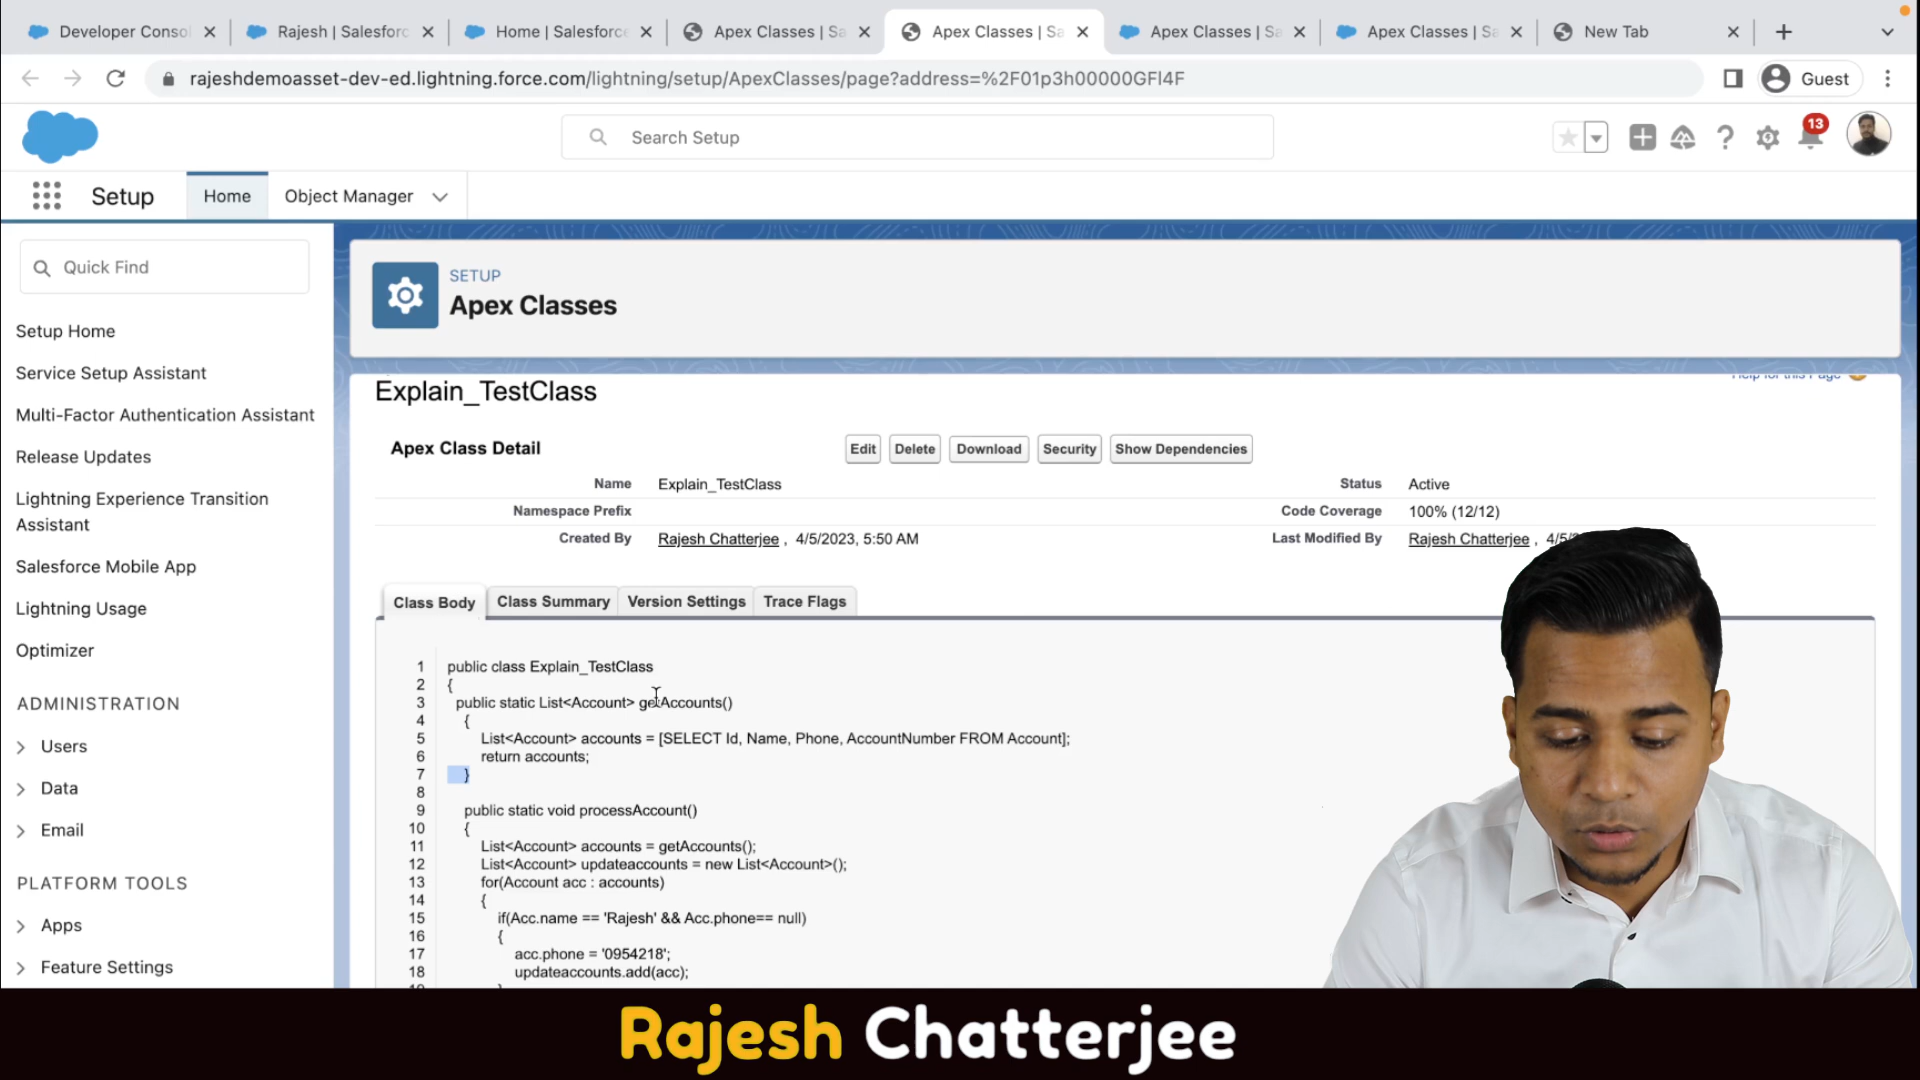 Developer Conso
Rajesh | Salesforc
Home | Salesforce
Apex Classes | Sa
Apex Classes | Sa
Apex Classes | Sa
Apex Classes | Sa
New Tab
rajeshdemoasset-dev-ed.lightning.force.com/lightning/setup/ApexClasses/page?address=%2F01p3h00000GFl4F
Guest
Search Setup
13
Setup
Home
Object Manager
Quick Find
Setup Home
Service Setup Assistant
Multi-Factor Authentication Assistant
Release Updates
Lightning Experience Transition
Assistant
Salesforce Mobile App
Lightning Usage
Optimizer
ADMINISTRATION
Users
Data
Email
PLATFORM TOOLS
Apps
Feature Settings
SETUP
Apex Classes
Help for this Page
Explain_TestClass
Apex Class Detail
Edit Delete Download Security Show Dependencies
Name Explain_TestClass Status Active
Namespace Prefix Code Coverage 100% (12/12)
Created By Rajesh Chatterjee , 4/5/2023, 5:50 AM Last Modified By Rajesh Chatterjee , 4/5/
Class Body Class Summary Version Settings Trace Flags
1 public class Explain_TestClass
2 {
3 public static List<Account> getAccounts()
4 {
5 List<Account> accounts = [SELECT Id, Name, Phone, AccountNumber FROM Account];
6 return accounts;
7 }
8
9 public static void processAccount()
10 {
11 List<Account> accounts = getAccounts();
12 List<Account> updateaccounts = new List<Account>();
13 for(Account acc : accounts)
14 {
15 if(Acc.name == 'Rajesh' && Acc.phone== null)
16 {
17 acc.phone = '0954218';
18 updateaccounts.add(acc);
Rajesh Chatterjee